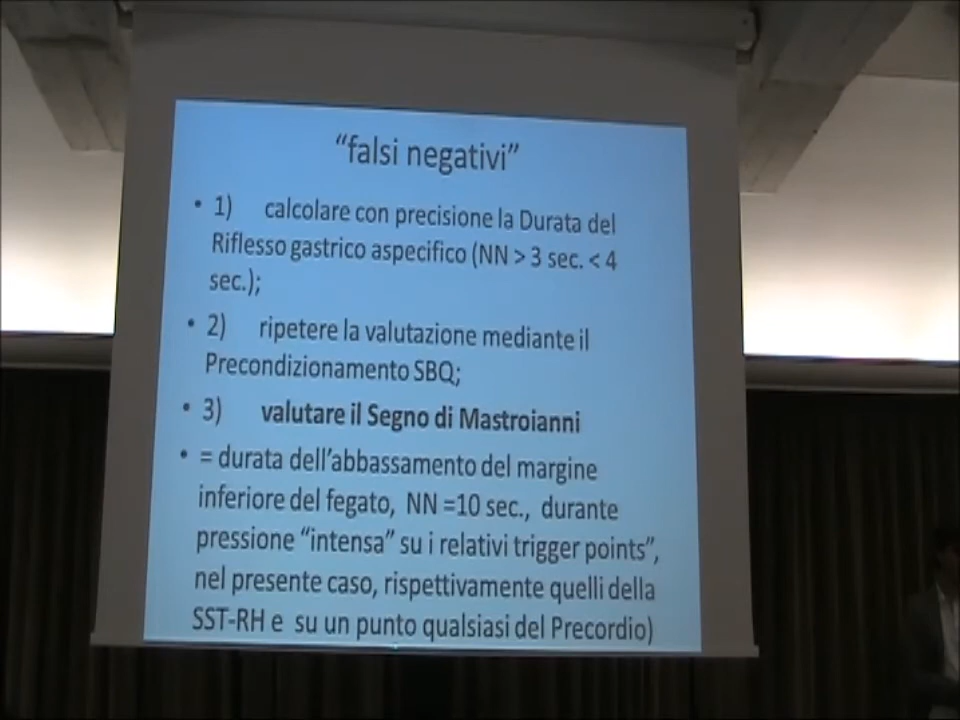 “falsi negativi”
• 1) calcolare con precisione la Durata del
Riflesso gastrico aspecifico (NN > 3 sec. < 4
sec.);
• 2) ripetere la valutazione mediante il
Precondizionamento SBQ;
• 3) valutare il Segno di Mastroianni
• = durata dell’abbassamento del margine
inferiore del fegato, NN =10 sec., durante
pressione “intensa” su i relativi trigger points”,
nel presente caso, rispettivamente quelli della
SST-RH e su un punto qualsiasi del Precordio)